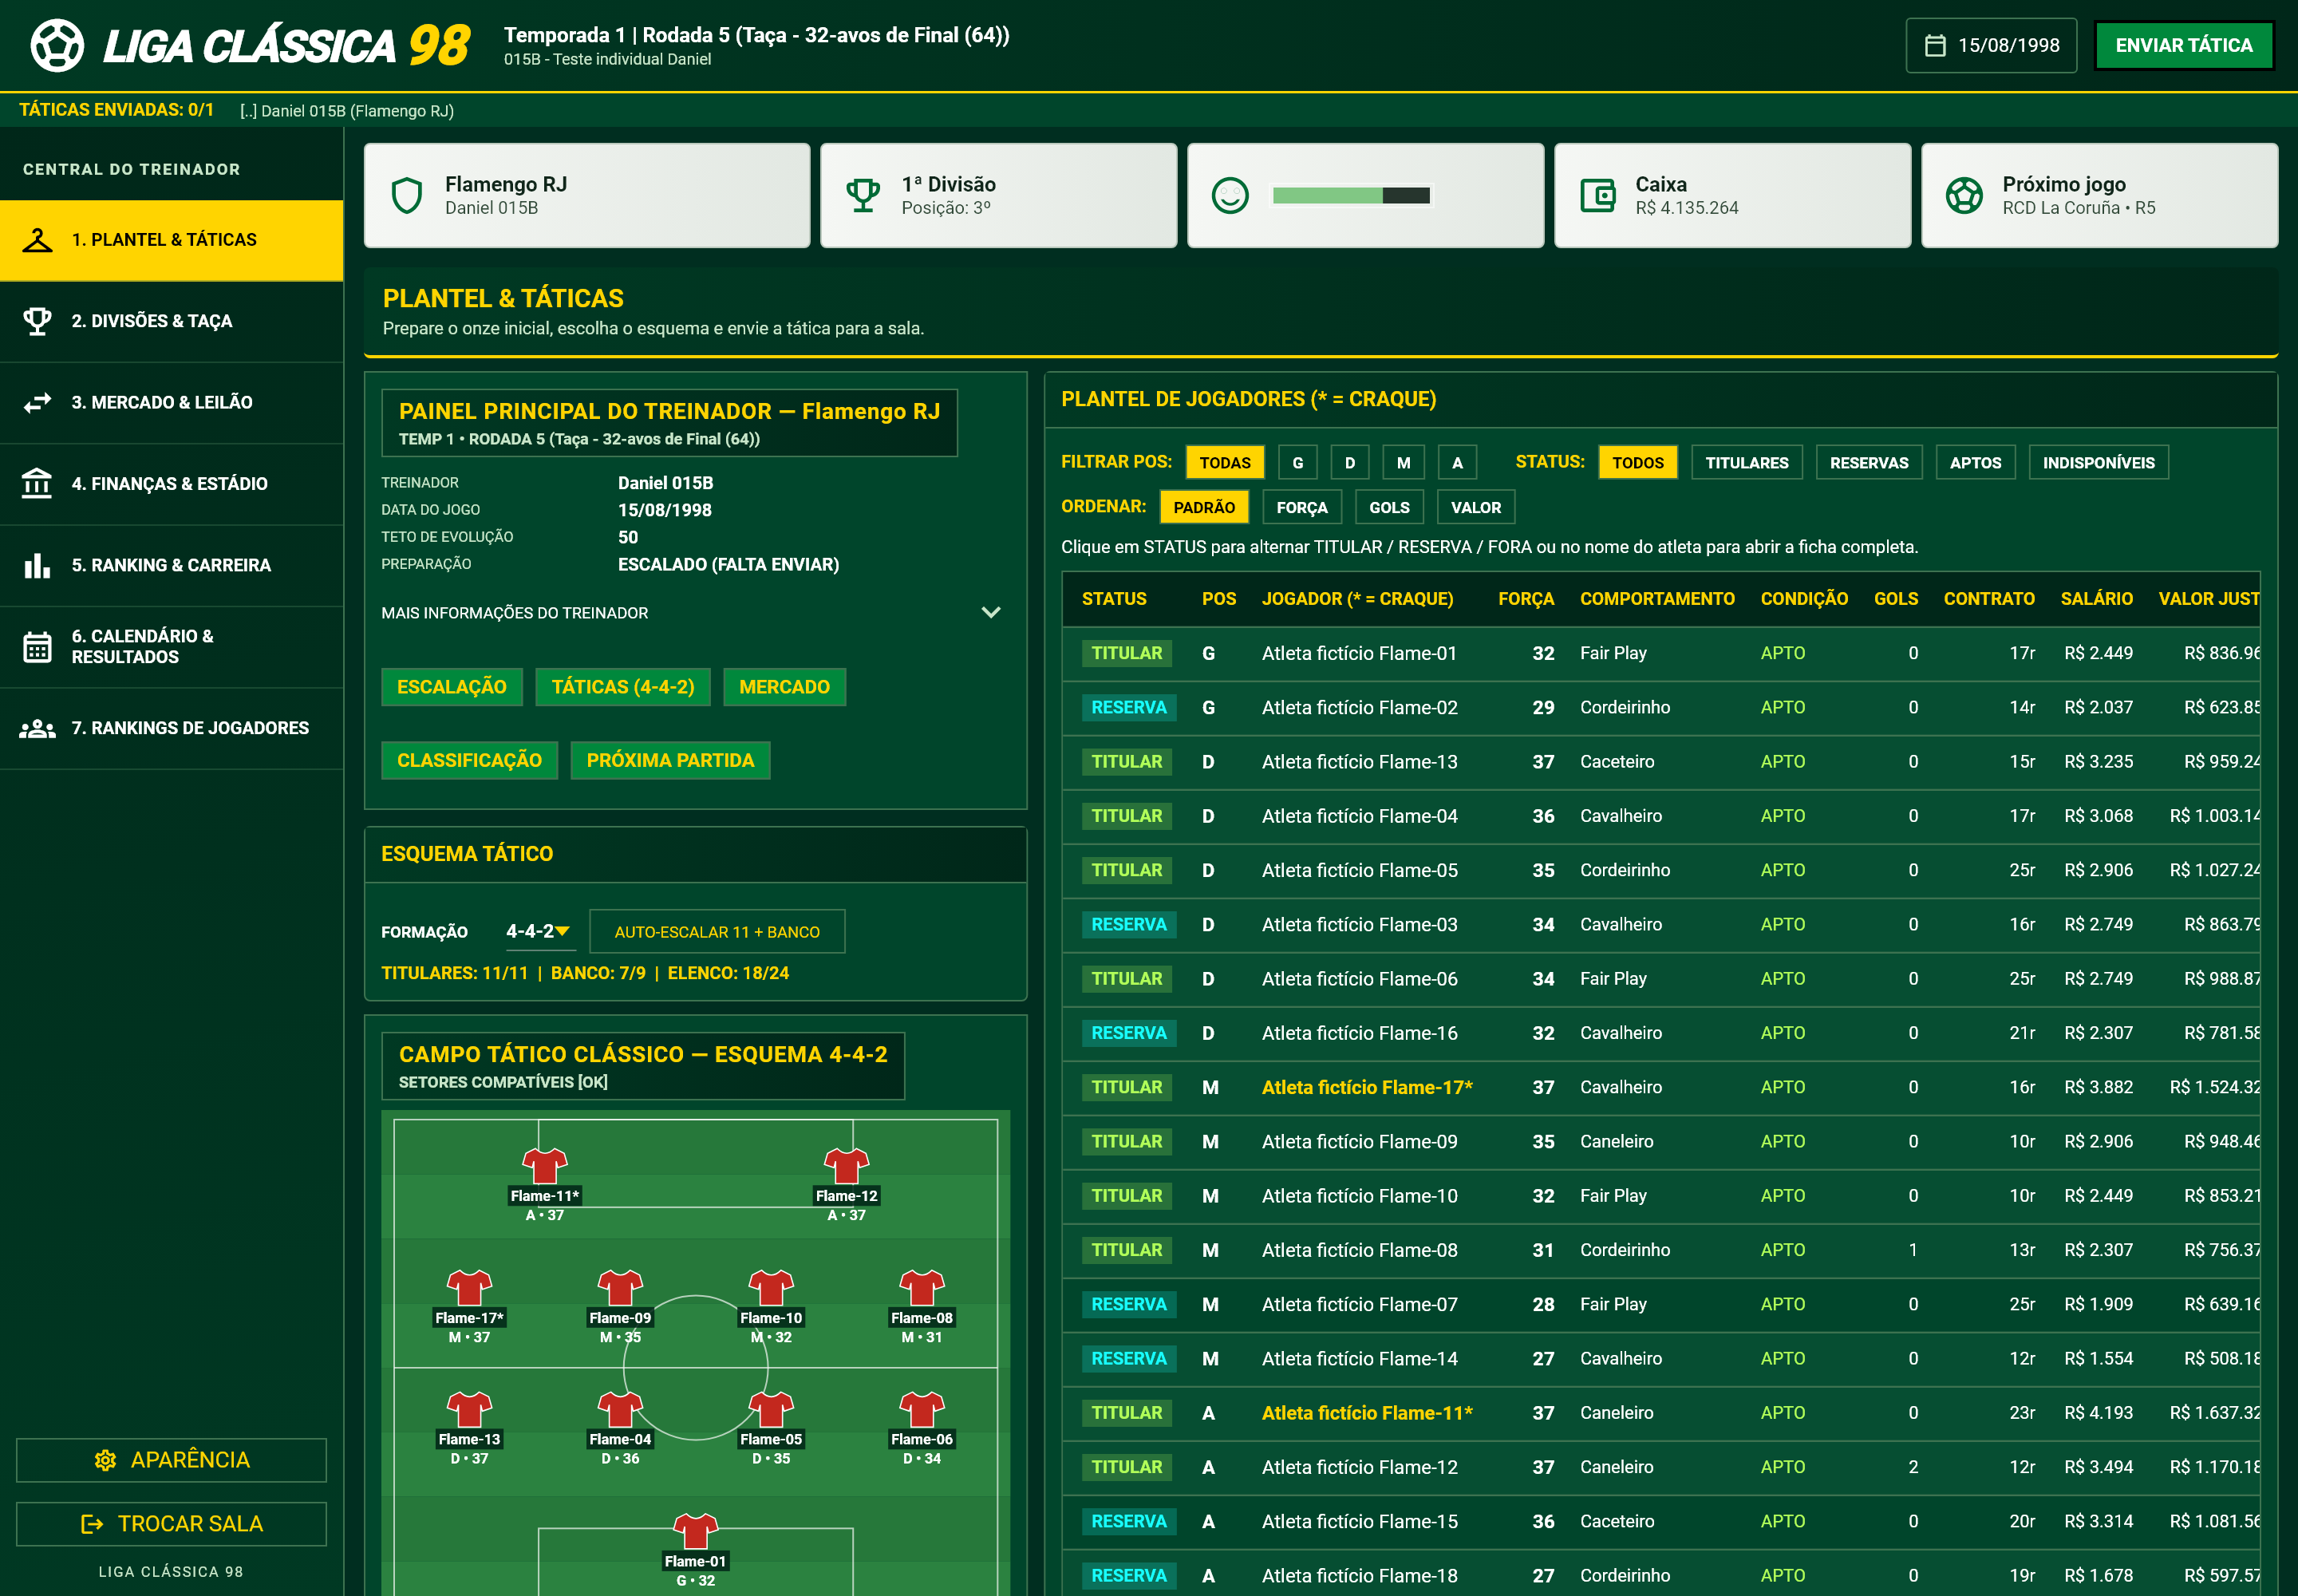 LIGA CLÁSSICA 98
Temporada 1 | Rodada 5 (Taça - 32-avos de Final (64))
015B - Teste individual Daniel
15/08/1998
ENVIAR TÁTICA
TÁTICAS ENVIADAS: 0/1 [..] Daniel 015B (Flamengo RJ)
CENTRAL DO TREINADOR
1. PLANTEL & TÁTICAS
2. DIVISÕES & TAÇA
3. MERCADO & LEILÃO
4. FINANÇAS & ESTÁDIO
5. RANKING & CARREIRA
6. CALENDÁRIO &
RESULTADOS
7. RANKINGS DE JOGADORES
APARÊNCIA
TROCAR SALA
LIGA CLÁSSICA 98
Flamengo RJ
Daniel 015B
1ª Divisão
Posição: 3º
Caixa
R$ 4.135.264
Próximo jogo
RCD La Coruña • R5
PLANTEL & TÁTICAS
Prepare o onze inicial, escolha o esquema e envie a tática para a sala.
PAINEL PRINCIPAL DO TREINADOR — Flamengo RJ
TEMP 1 • RODADA 5 (Taça - 32-avos de Final (64))
TREINADOR Daniel 015B
DATA DO JOGO 15/08/1998
TETO DE EVOLUÇÃO 50
PREPARAÇÃO ESCALADO (FALTA ENVIAR)
MAIS INFORMAÇÕES DO TREINADOR
ESCALAÇÃO TÁTICAS (4-4-2) MERCADO
CLASSIFICAÇÃO PRÓXIMA PARTIDA
ESQUEMA TÁTICO
FORMAÇÃO 4-4-2 AUTO-ESCALAR 11 + BANCO
TITULARES: 11/11 | BANCO: 7/9 | ELENCO: 18/24
CAMPO TÁTICO CLÁSSICO — ESQUEMA 4-4-2
SETORES COMPATÍVEIS [OK]
Flame-11* Flame-12
A • 37 A • 37
Flame-17* Flame-09 Flame-10 Flame-08
M • 37 M • 35 M • 32 M • 31
Flame-13 Flame-04 Flame-05 Flame-06
D • 37 D • 36 D • 35 D • 34
Flame-01
G • 32
PLANTEL DE JOGADORES (* = CRAQUE)
FILTRAR POS: TODAS G D M A STATUS: TODOS TITULARES RESERVAS APTOS INDISPONÍVEIS
ORDENAR: PADRÃO FORÇA GOLS VALOR
Clique em STATUS para alternar TITULAR / RESERVA / FORA ou no nome do atleta para abrir a ficha completa.
STATUS POS JOGADOR (* = CRAQUE) FORÇA COMPORTAMENTO CONDIÇÃO GOLS CONTRATO SALÁRIO VALOR JUST
TITULAR G Atleta fictício Flame-01 32 Fair Play APTO 0 17r R$ 2.449 R$ 836.96
RESERVA G Atleta fictício Flame-02 29 Cordeirinho APTO 0 14r R$ 2.037 R$ 623.85
TITULAR D Atleta fictício Flame-13 37 Caceteiro APTO 0 15r R$ 3.235 R$ 959.24
TITULAR D Atleta fictício Flame-04 36 Cavalheiro APTO 0 17r R$ 3.068 R$ 1.003.14
TITULAR D Atleta fictício Flame-05 35 Cordeirinho APTO 0 25r R$ 2.906 R$ 1.027.24
RESERVA D Atleta fictício Flame-03 34 Cavalheiro APTO 0 16r R$ 2.749 R$ 863.79
TITULAR D Atleta fictício Flame-06 34 Fair Play APTO 0 25r R$ 2.749 R$ 988.87
RESERVA D Atleta fictício Flame-16 32 Cavalheiro APTO 0 21r R$ 2.307 R$ 781.58
TITULAR M Atleta fictício Flame-17* 37 Cavalheiro APTO 0 16r R$ 3.882 R$ 1.524.32
TITULAR M Atleta fictício Flame-09 35 Caneleiro APTO 0 10r R$ 2.906 R$ 948.46
TITULAR M Atleta fictício Flame-10 32 Fair Play APTO 0 10r R$ 2.449 R$ 853.21
TITULAR M Atleta fictício Flame-08 31 Cordeirinho APTO 1 13r R$ 2.307 R$ 756.37
RESERVA M Atleta fictício Flame-07 28 Fair Play APTO 0 25r R$ 1.909 R$ 639.16
RESERVA M Atleta fictício Flame-14 27 Cavalheiro APTO 0 12r R$ 1.554 R$ 508.18
TITULAR A Atleta fictício Flame-11* 37 Caneleiro APTO 0 23r R$ 4.193 R$ 1.637.32
TITULAR A Atleta fictício Flame-12 37 Caneleiro APTO 2 12r R$ 3.494 R$ 1.170.18
RESERVA A Atleta fictício Flame-15 36 Caceteiro APTO 0 20r R$ 3.314 R$ 1.081.56
RESERVA A Atleta fictício Flame-18 27 Cordeirinho APTO 0 19r R$ 1.678 R$ 597.57